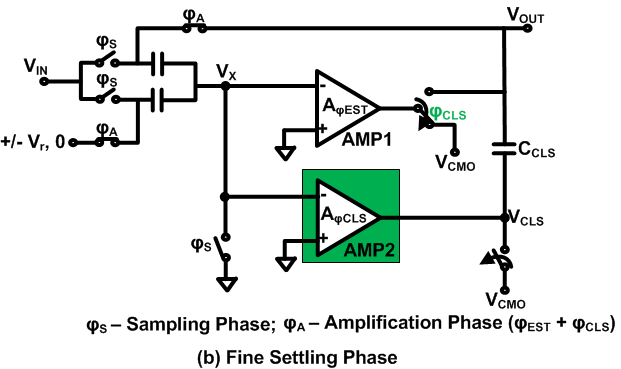 φA
VOUT
φS
VIN
φS
VX
φA
+/- Vr, 0
-
AφEST
+
AMP1
φCLS
VCMO
CCLS
-
AφCLS
+
AMP2
VCLS
φS
VCMO
φS – Sampling Phase; φA – Amplification Phase (φEST + φCLS)
(b) Fine Settling Phase